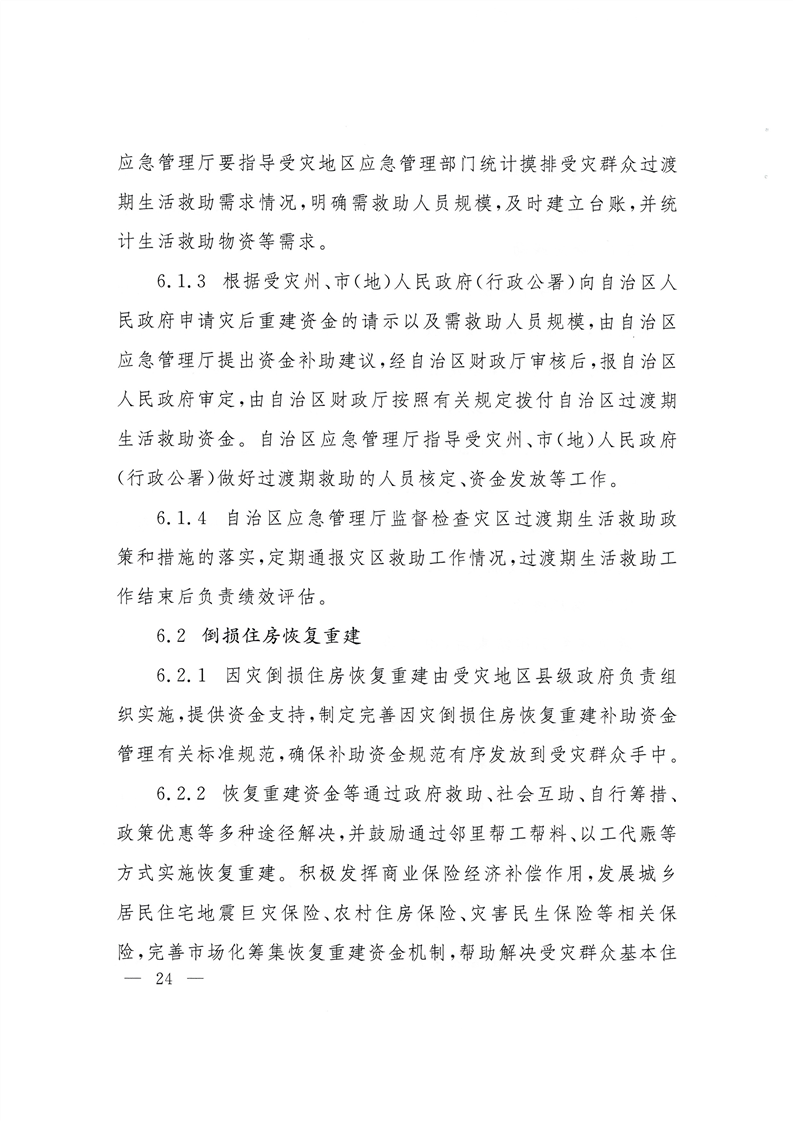 应急管理厅要指导受灾地区应急管理部门统计摸排受灾群众过渡
期生活救助需求情况,明确需救助人员规模,及时建立台账,并统
计生活救助物资等需求。
6.1.3 根据受灾州、市(地)人民政府(行政公署)向自治区人
民政府申请灾后重建资金的请示以及需救助人员规模,由自治区
应急管理厅提出资金补助建议,经自治区财政厅审核后,报自治区
人民政府审定,由自治区财政厅按照有关规定拨付自治区过渡期
生活救助资金。自治区应急管理厅指导受灾州、市(地)人民政府
(行政公署)做好过渡期救助的人员核定、资金发放等工作。
6.1.4 自治区应急管理厅监督检查灾区过渡期生活救助政
策和措施的落实,定期通报灾区救助工作情况,过渡期生活救助工
作结束后负责绩效评估。
6.2 倒损住房恢复重建
6.2.1 因灾倒损住房恢复重建由受灾地区县级政府负责组
织实施,提供资金支持,制定完善因灾倒损住房恢复重建补助资金
管理有关标准规范,确保补助资金规范有序发放到受灾群众手中。
6.2.2 恢复重建资金等通过政府救助、社会互助、自行筹措、
政策优惠等多种途径解决,并鼓励通过邻里帮工帮料、以工代赈等
方式实施恢复重建。积极发挥商业保险经济补偿作用,发展城乡
居民住宅地震巨灾保险、农村住房保险、灾害民生保险等相关保
险,完善市场化筹集恢复重建资金机制,帮助解决受灾群众基本住
— 24 —